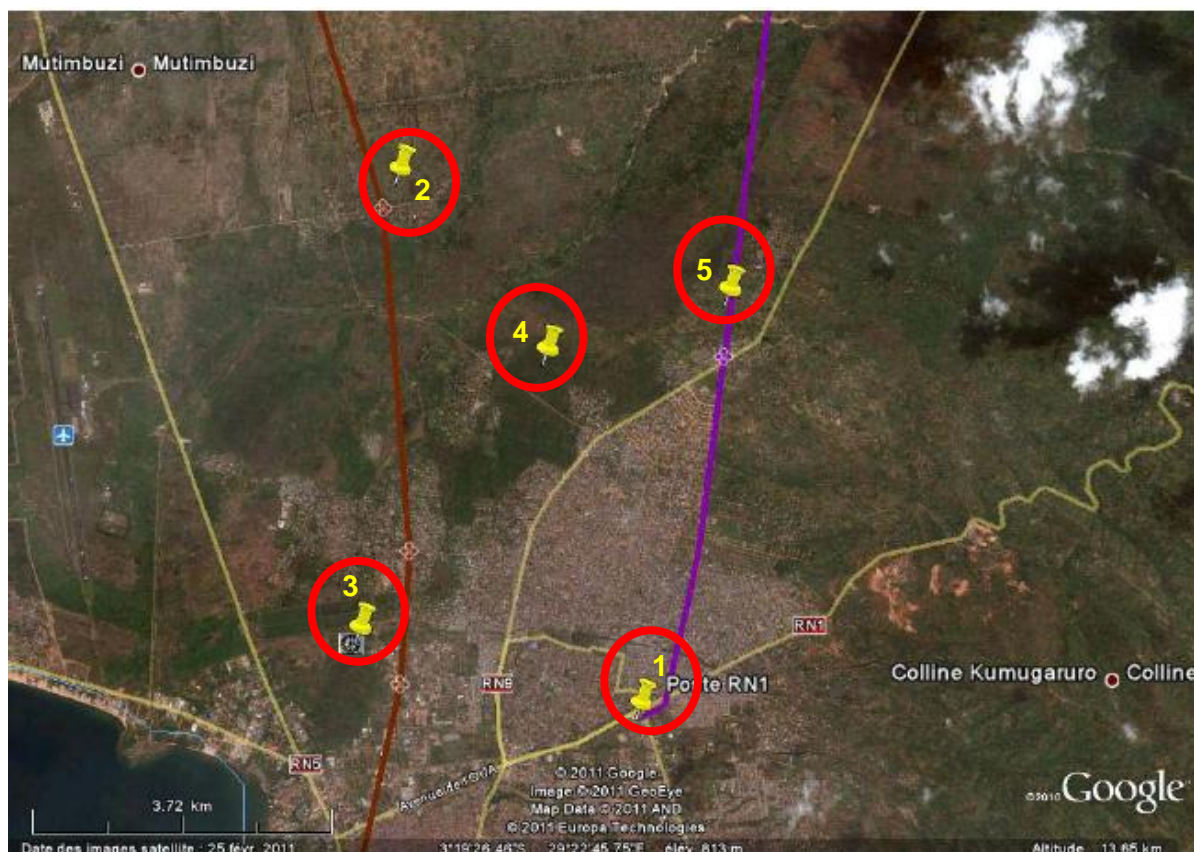 Mutimbuzi Mutimbuzi
2
5
4
3
RN1
1
Poste RN1
Colline Kumugaruro Colline
RN9
RN5
Avenue des
3.72 km
© 2011 Google
Image © 2011 GeoEye
Map Data © 2011 AND
© 2011 Europa Technologies
©2010 Google
Date des images satellite : 25 févr. 2011 3°19'26.46"S 29°22'45.75"E élév. 813 m Altitude 13.65 km